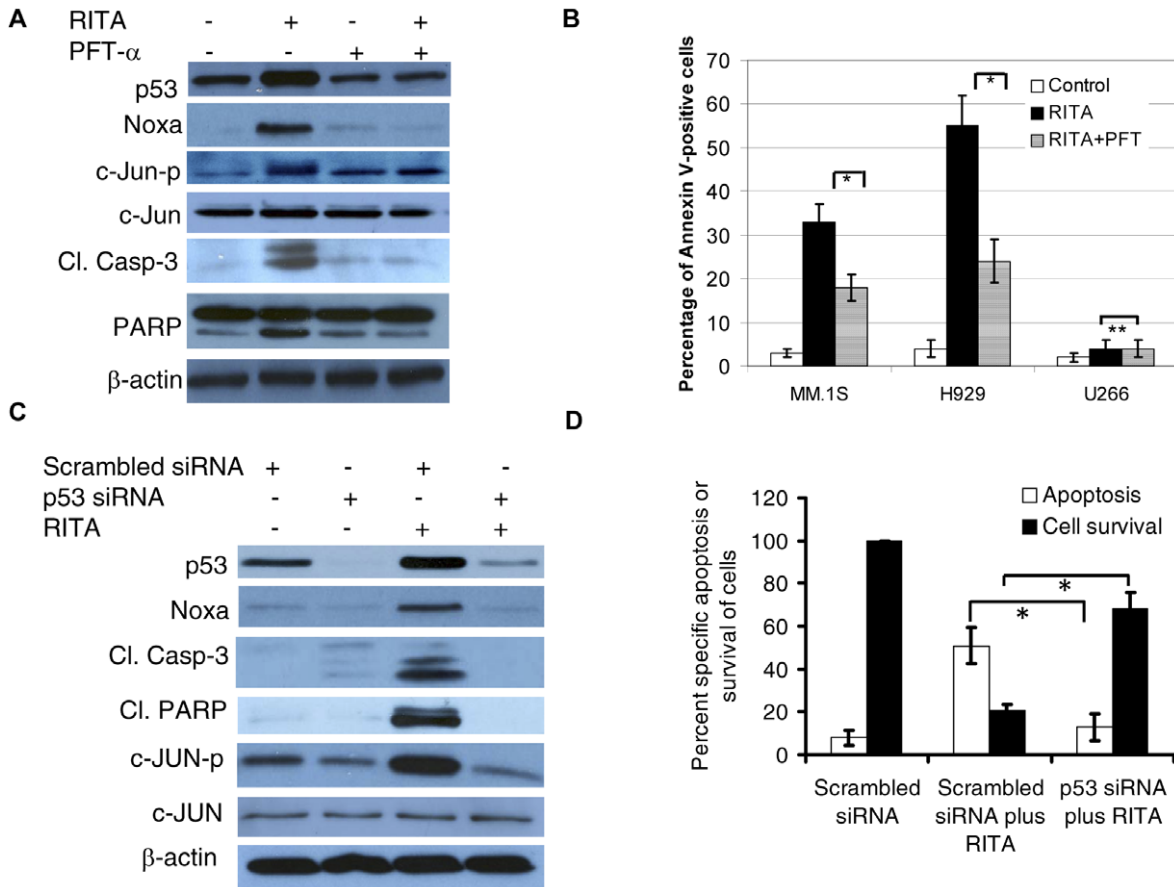 A
RITA - + - +
PFT-α - - + +
p53
Noxa
c-Jun-p
c-Jun
Cl. Casp-3
PARP
β-actin
B
Percentage of Annexin V-positive cells
80
70
60
50
40
30
20
10
0
Control
RITA
RITA+PFT
*
*
**
MM.1S H929 U266
C
Scrambled siRNA + - + -
p53 siRNA - + - +
RITA - - + +
p53
Noxa
Cl. Casp-3
Cl. PARP
c-JUN-p
c-JUN
β-actin
D
Percent specific apoptosis or
survival of cells
120
100
80
60
40
20
0
Apoptosis
Cell survival
*
*
Scrambled
siRNA
Scrambled
siRNA plus
RITA
p53 siRNA
plus RITA